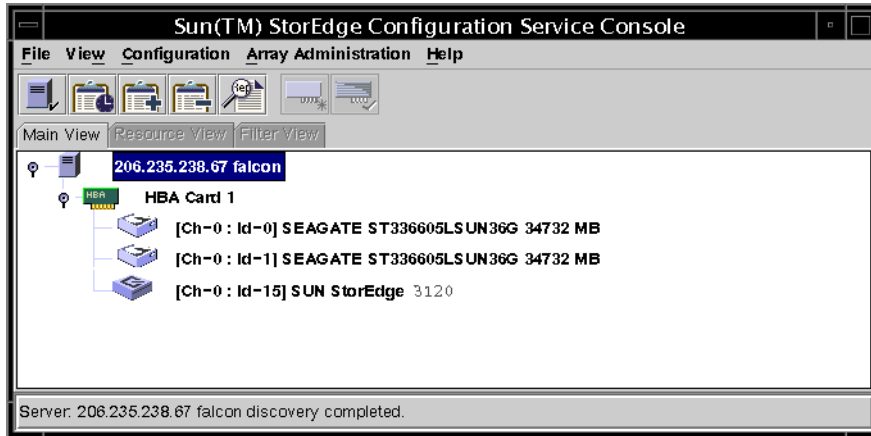 Sun(TM) StorEdge Configuration Service Console
File View Configuration Array Administration Help
Rep
Main View Resource View Filter View
206.235.238.67 falcon
HBA HBA Card 1
[Ch-0 : Id-0] SEAGATE ST336605LSUN36G 34732 MB
[Ch-0 : Id-1] SEAGATE ST336605LSUN36G 34732 MB
[Ch-0 : Id-15] SUN StorEdge 3120
Server: 206.235.238.67 falcon discovery completed.